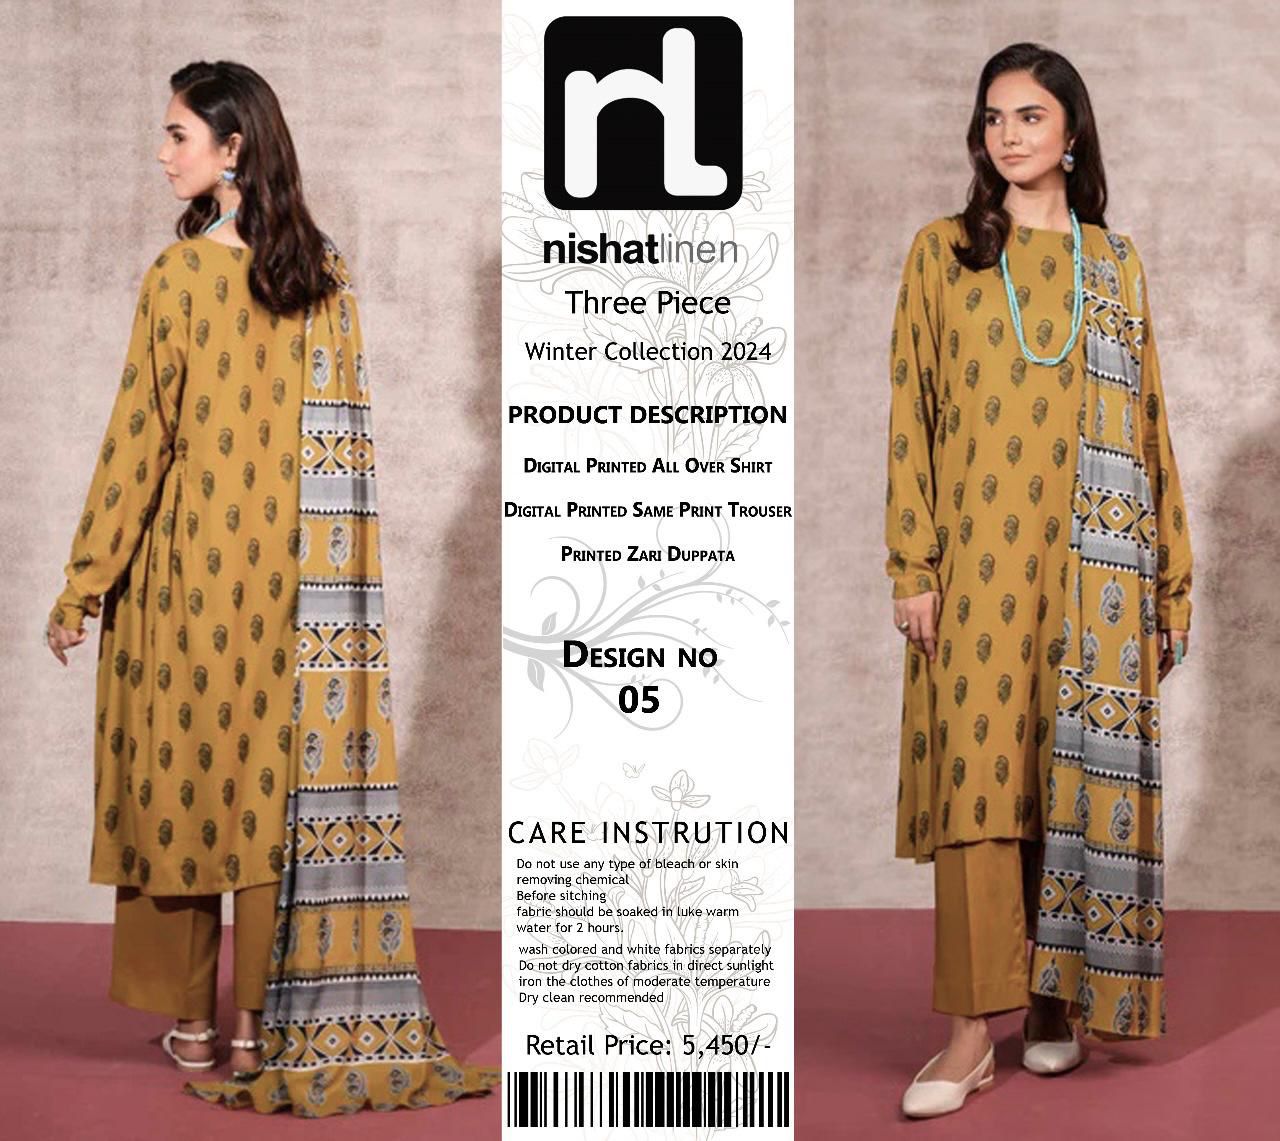 nl
nishatlinen
Three Piece
Winter Collection 2024
PRODUCT DESCRIPTION
Digital Printed All Over Shirt
Digital Printed Same Print Trouser
Printed Zari Duppata
Design no
05
CARE INSTRUTION
Do not use any type of bleach or skin
removing chemical
Before sitching
fabric should be soaked in luke warm
water for 2 hours.
wash colored and white fabrics separately
Do not dry cotton fabrics in direct sunlight
iron the clothes of moderate temperature
Dry clean recommended
Retail Price: 5,450/-